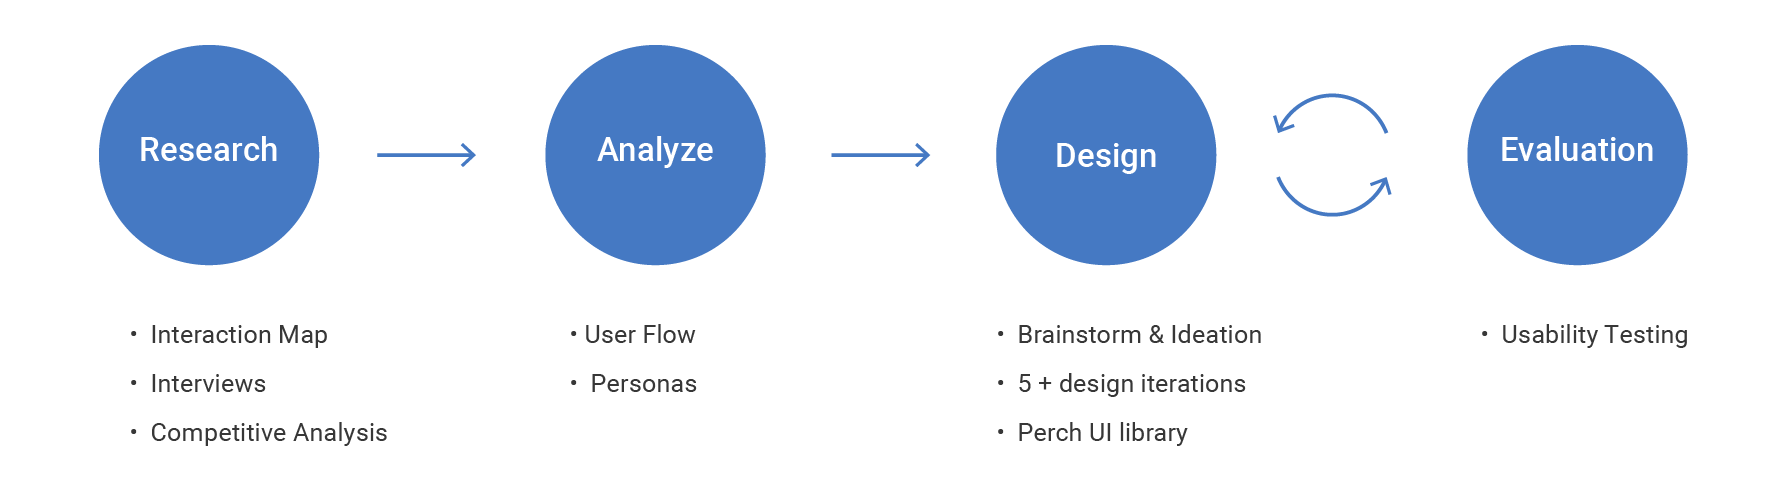 Research
Analyze
Design
Evaluation
• Interaction Map
• Interviews
• Competitive Analysis
• User Flow
• Personas
• Brainstorm & Ideation
• 5 + design iterations
• Perch UI library
• Usability Testing